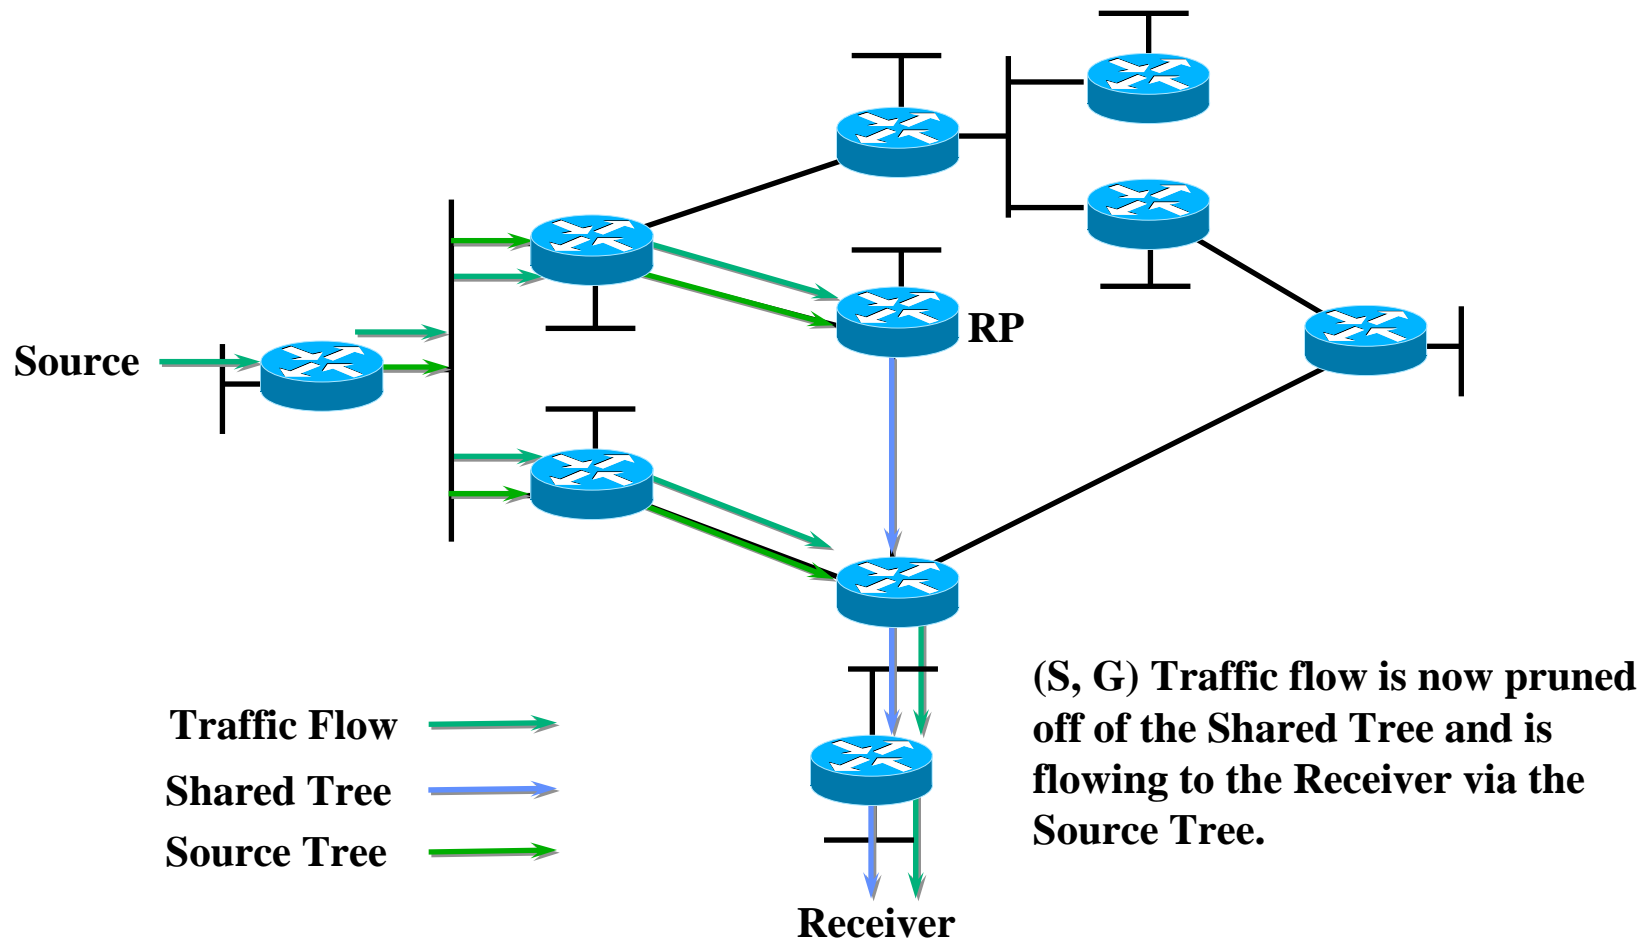 RP
Source
Traffic Flow
Shared Tree
Source Tree
(S, G) Traffic flow is now pruned
off of the Shared Tree and is
flowing to the Receiver via the
Source Tree.
Receiver